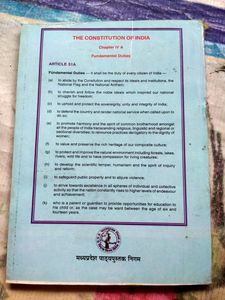 THE CONSTITUTION OF INDIA
Chapter IV A
Fundamental Duties
ARTICLE 51A
Fundamental Duties - It shall be the duty of every citizen of India -
(a) to abide by the Constitution and respect its ideals and institutions, the
National Flag and the National Anthem;
(b) to cherish and follow the noble ideals which inspired our national
struggle for freedom;
(c) to uphold and protect the sovereignty, unity and integrity of India;
(d) to defend the country and render national service when called upon to
do so;
(e) to promote harmony and the spirit of common brotherhood amongst
all the people of India transcending religious, linguistic and regional or
sectional diversities; to renounce practices derogatory to the dignity of
women;
(f) to value and preserve the rich heritage of our composite culture;
(g) to protect and improve the natural environment including forests, lakes,
rivers, wild life and to have compassion for living creatures;
(h) to develop the scientific temper, humanism and the spirit of inquiry
and reform;
(i) to safeguard public property and to abjure violence;
(j) to strive towards excellence in all spheres of individual and collective
activity so that the nation constantly rises to higher levels of endeavour
and achievement;
(k) who is a parent or guardian to provide opportunities for education to
his child or, as the case may be ward between the age of six and
fourteen years.
मध्यप्रदेश पाठ्यपुस्तक निगम